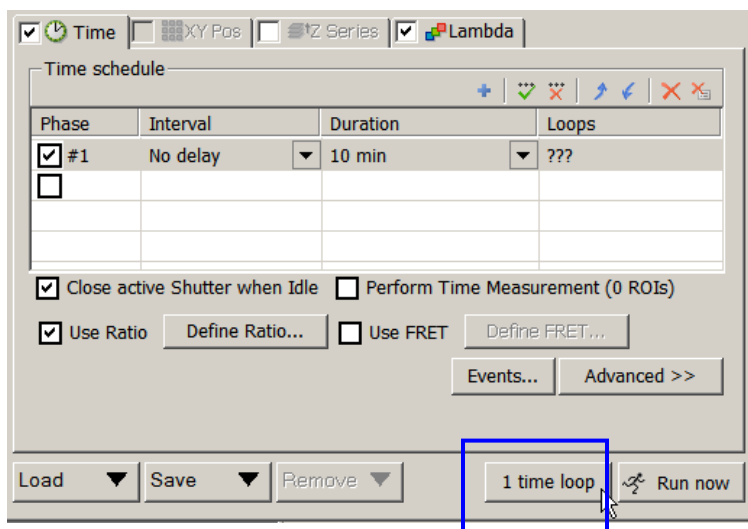 Time XY Pos Z Series Lambda
Time schedule
Phase Interval Duration Loops
#1 No delay 10 min ???
Close active Shutter when Idle Perform Time Measurement (0 ROIs)
Use Ratio Define Ratio... Use FRET Define FRET...
Events... Advanced >>
Load Save Remove 1 time loop Run now